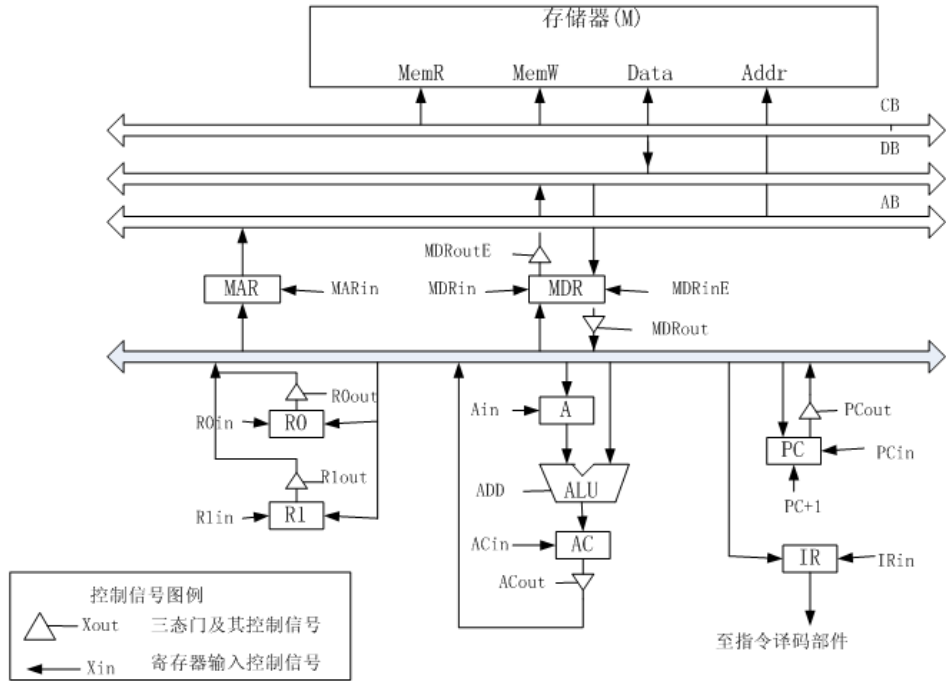 存储器(M)
MemR MemW Data Addr
CB
DB
AB
MDRoutE
MAR
MARin
MDRin
MDR
MDRinE
MDRout
R0out
R0in
R0
Ain
A
PCout
PC
PCin
R1out
ADD
ALU
PC+1
R1in
R1
ACin
AC
IR
IRin
ACout
控制信号图例
Xout 三态门及其控制信号
Xin 寄存器输入控制信号
至指令译码部件